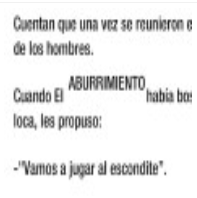 Cuentan que una vez se reunieron
de los hombres.
Cuando El ABURRIMIENTO había
loca, les propuso:
-"Vamos a jugar al escondite".